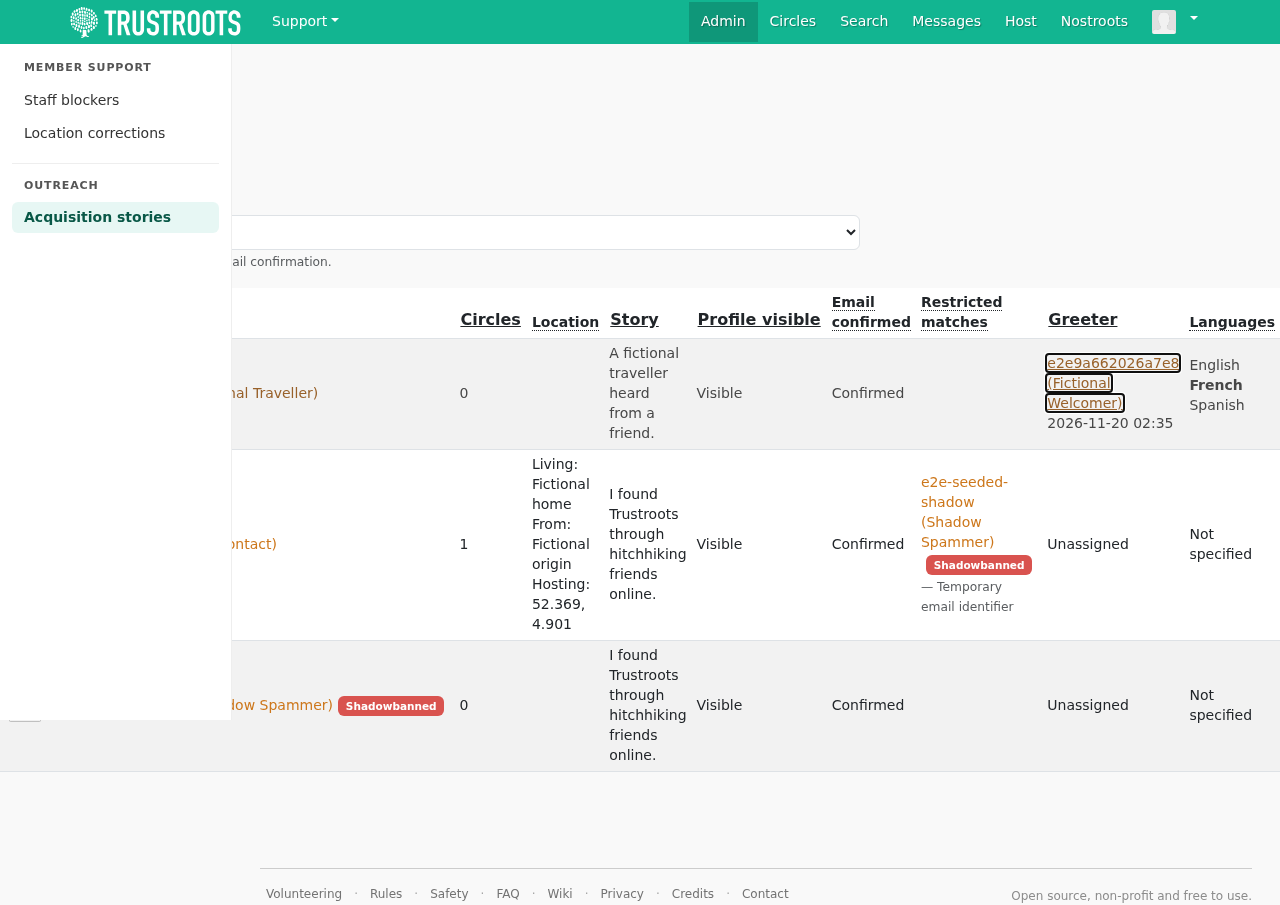 TRUSTROOTS Support Admin Circles Search Messages Host Nostroots
MEMBER SUPPORT
Staff blockers
Location corrections
OUTREACH
Acquisition stories
ail confirmation.
Circles Location Story Profile visible Email confirmed Restricted matches Greeter Languages
nal Traveller)
0
A fictional
traveller
heard
from a
friend.
Visible
Confirmed
e2e9a662026a7e8
(Fictional
Welcomer)
2026-11-20 02:35
English
French
Spanish
ontact)
1
Living:
Fictional
home
From:
Fictional
origin
Hosting:
52.369,
4.901
I found
Trustroots
through
hitchhiking
friends
online.
Visible
Confirmed
e2e-seeded-
shadow
(Shadow
Spammer)
Shadowbanned
— Temporary
email identifier
Unassigned
Not
specified
dow Spammer) Shadowbanned
0
I found
Trustroots
through
hitchhiking
friends
online.
Visible
Confirmed
Unassigned
Not
specified
Volunteering · Rules · Safety · FAQ · Wiki · Privacy · Credits · Contact
Open source, non-profit and free to use.